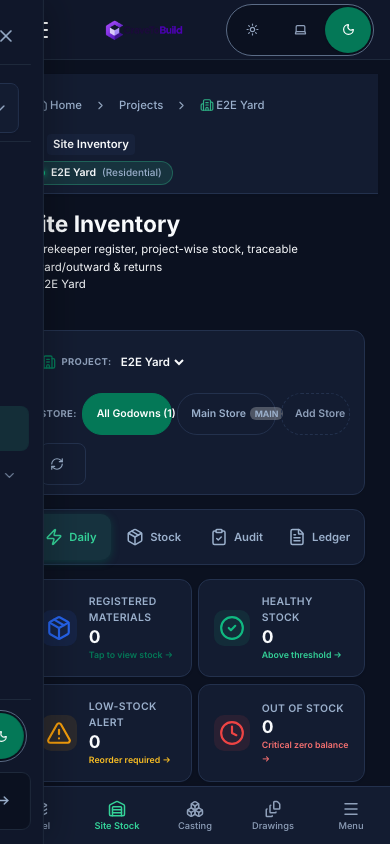 Build
Home > Projects > E2E Yard
Site Inventory
E2E Yard (Residential)
ite Inventory
rekeeper register, project-wise stock, traceable
ard/outward & returns
2E Yard
PROJECT: E2E Yard
STORE: All Godowns (1) Main Store MAIN Add Store
Daily Stock Audit Ledger
REGISTERED MATERIALS
0
Tap to view stock →
HEALTHY STOCK
0
Above threshold →
LOW-STOCK ALERT
0
Reorder required →
OUT OF STOCK
0
Critical zero balance →
el Site Stock Casting Drawings Menu